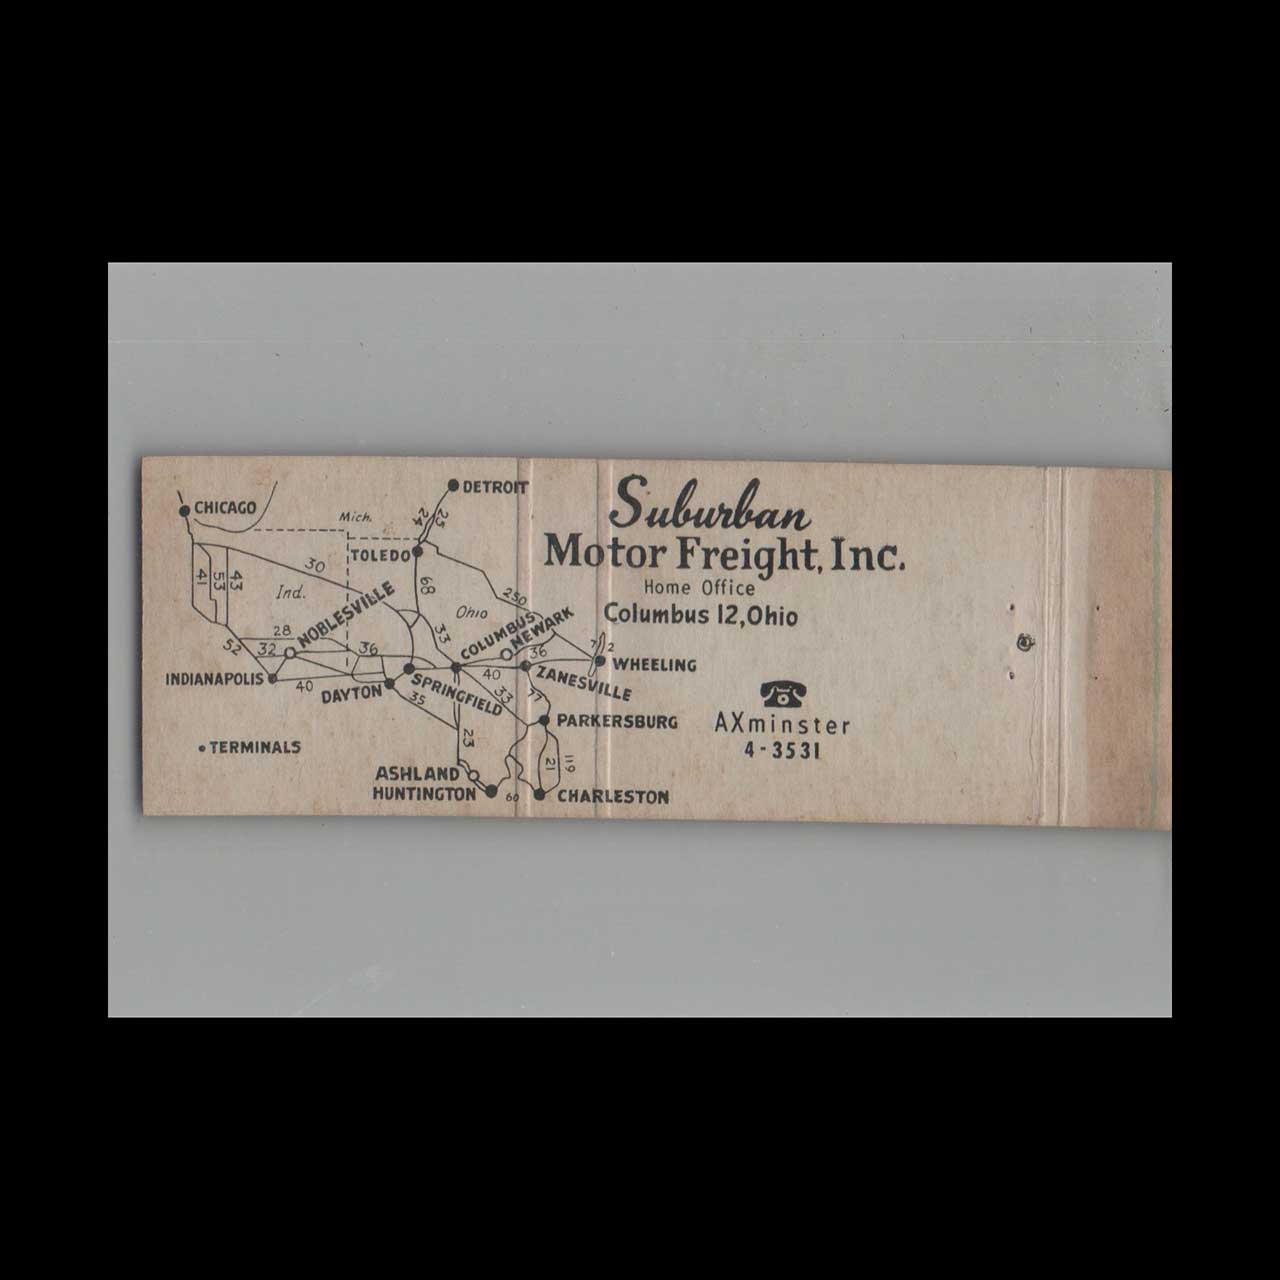 DETROIT
CHICAGO
Mich.
24
25
TOLEDO
30
41
53
43
Ind.
68
Ohio
250
NOBLESVILLE
33
COLUMBUS
NEWARK
28
52
32
36
36
7
2
WHEELING
INDIANAPOLIS
40
DAYTON
SPRINGFIELD
40
ZANESVILLE
35
33
77
PARKERSBURG
23
TERMINALS
21
119
ASHLAND
HUNTINGTON
60
CHARLESTON
Suburban
Motor Freight, Inc.
Home Office
Columbus 12, Ohio
AXminster
4-3531